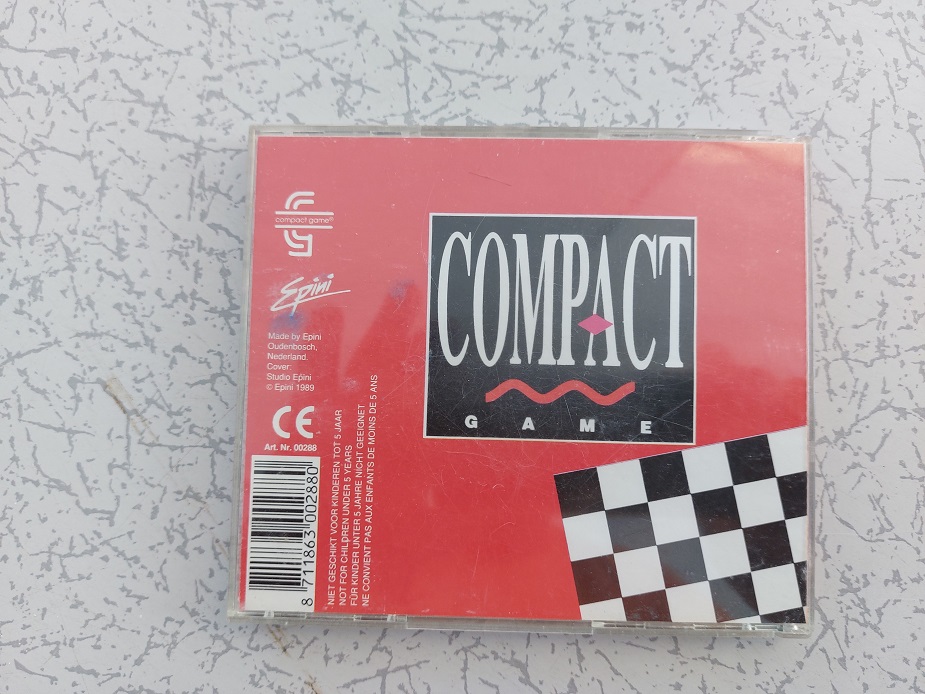 compact game®
Epini
Made by Epini
Oudenbosch,
Nederland.
Cover:
Studio Epini
© Epini 1989
CE
Art. Nr. 00288
8 711863 002880
NIET GESCHIKT VOOR KINDEREN TOT 5 JAAR
NOT FOR CHILDREN UNDER 5 YEARS
FÜR KINDER UNTER 5 JAHRE NICHT GEEIGNET
NE CONVIENT PAS AUX ENFANTS DE MOINS DE 5 ANS
COMPACT
GAME